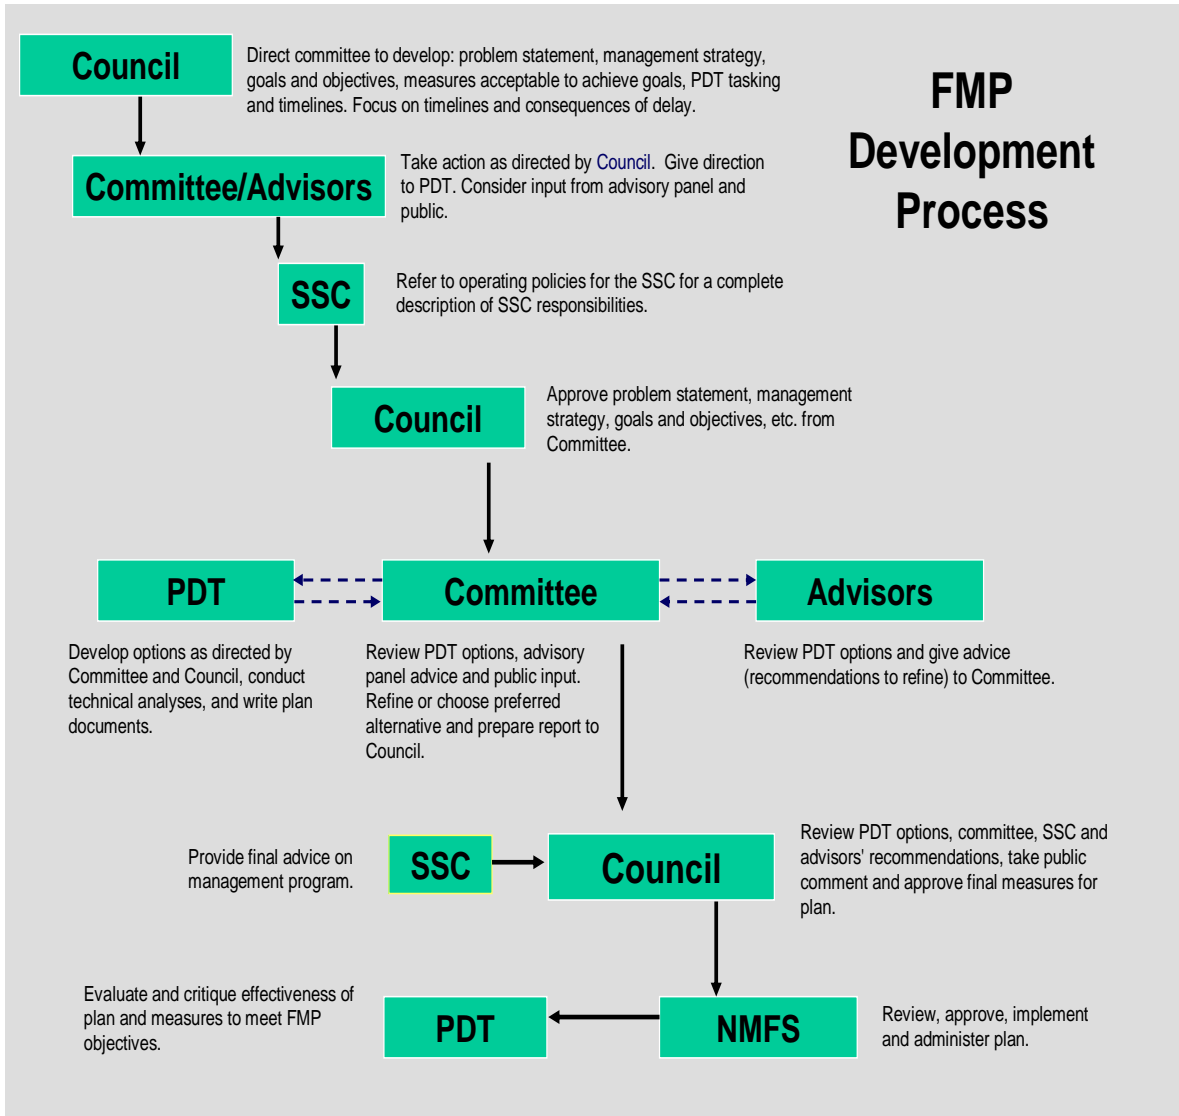 FMP
Development
Process
Council
Direct committee to develop: problem statement, management strategy,
goals and objectives, measures acceptable to achieve goals, PDT tasking
and timelines. Focus on timelines and consequences of delay.
Committee/Advisors
Take action as directed by Council.  Give direction
to PDT. Consider input from advisory panel and
public.
SSC
Refer to operating policies for the SSC for a complete
description of SSC responsibilities.
Council
Approve problem statement, management
strategy, goals and objectives, etc. from
Committee.
PDT
Committee
Advisors
Develop options as directed by
Committee and Council, conduct
technical analyses, and write plan
documents.
Review PDT options, advisory
panel advice and public input.
Refine or choose preferred
alternative and prepare report to
Council.
Review PDT options and give advice
(recommendations to refine) to Committee.
Provide final advice on
management program.
SSC
Council
Review PDT options, committee, SSC and
advisors' recommendations, take public
comment and approve final measures for
plan.
Evaluate and critique effectiveness of
plan and measures to meet FMP
objectives.
PDT
NMFS
Review, approve, implement
and administer plan.